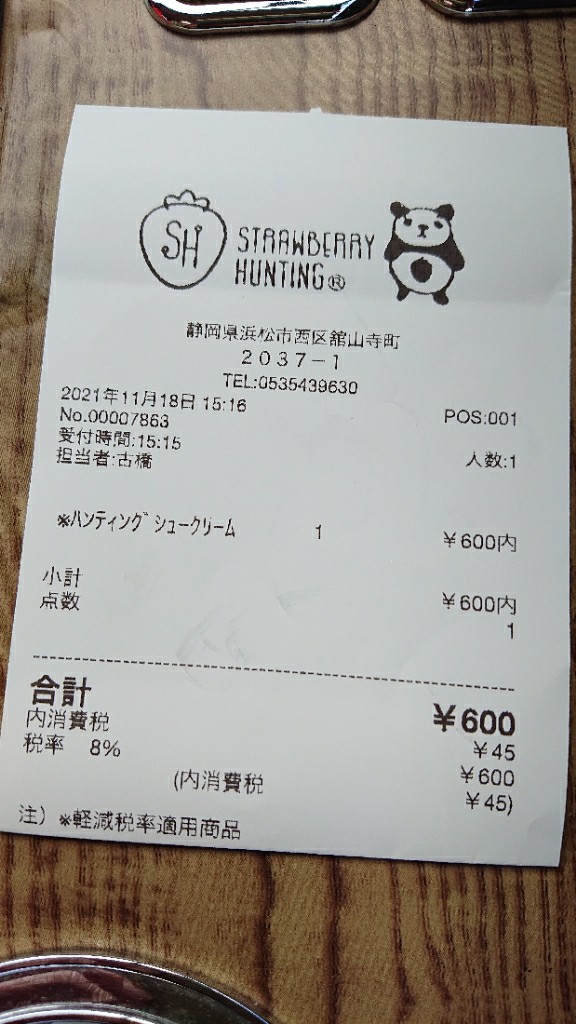 SH STRAWBERRY
HUNTING®
静岡県浜松市西区舘山寺町
2037-1
TEL:0535439630
2021年11月18日 15:16 POS:001
No.00007863
受付時間:15:15
担当者:古橋 人数:1
※ハンティングシュークリーム 1 ¥600内
小計 ¥600内
点数 1
合計 ¥600
内消費税 ¥45
税率 8% ¥600
(内消費税 ¥45)
注) ※軽減税率適用商品